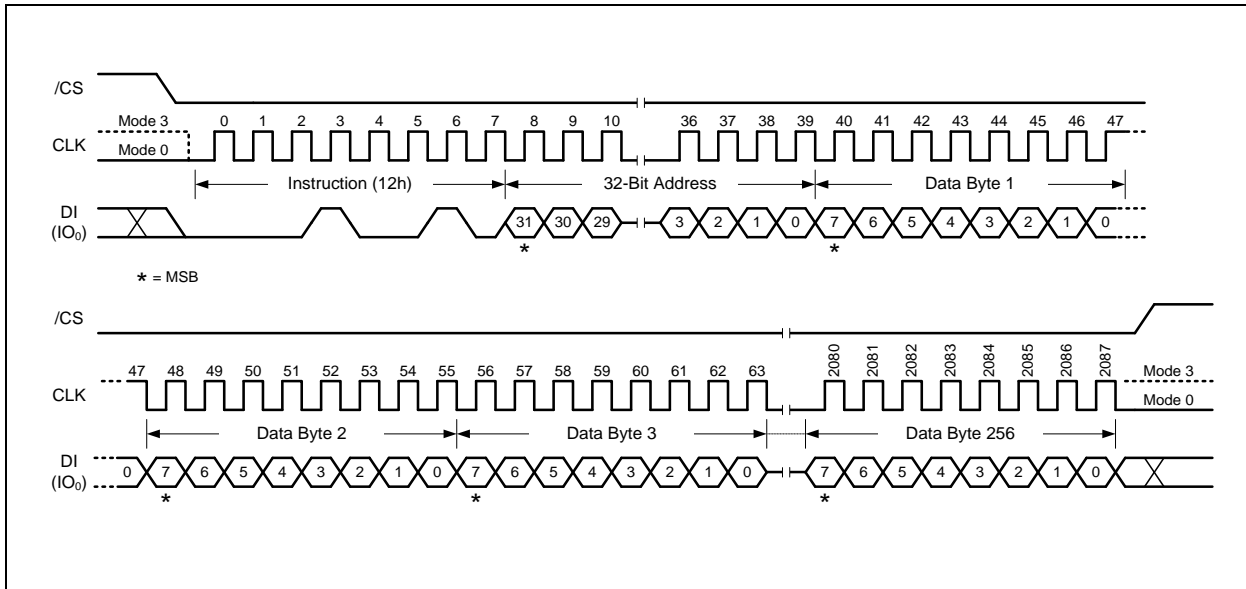 /CS
Mode 3 0 1 2 3 4 5 6 7 8 9 10 36 37 38 39 40 41 42 43 44 45 46 47
CLK Mode 0
Instruction (12h) 32-Bit Address Data Byte 1
DI
(IO₀) 31 30 29 3 2 1 0 7 6 5 4 3 2 1 0
* *
* = MSB
/CS
47 48 49 50 51 52 53 54 55 56 57 58 59 60 61 62 63 2080 2081 2082 2083 2084 2085 2086 2087 Mode 3
CLK Mode 0
Data Byte 2 Data Byte 3 Data Byte 256
DI
(IO₀) 0 7 6 5 4 3 2 1 0 7 6 5 4 3 2 1 0 7 6 5 4 3 2 1 0
* * *